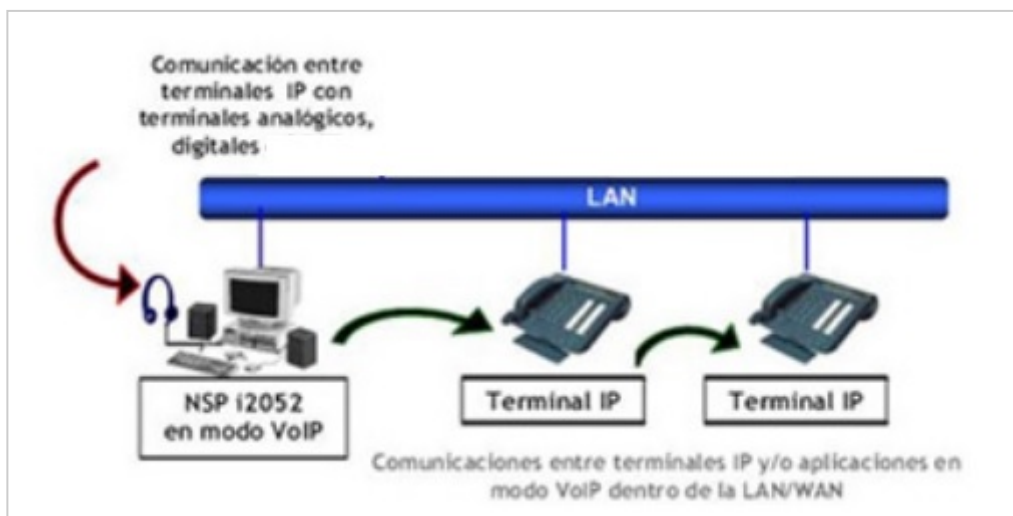 Comunicación entre
terminales IP con
terminales analógicos,
digitales
LAN
NSP i2052
en modo VoIP
Terminal IP
Terminal IP
Comunicaciones entre terminales IP y/o aplicaciones en
modo VoIP dentro de la LAN/WAN